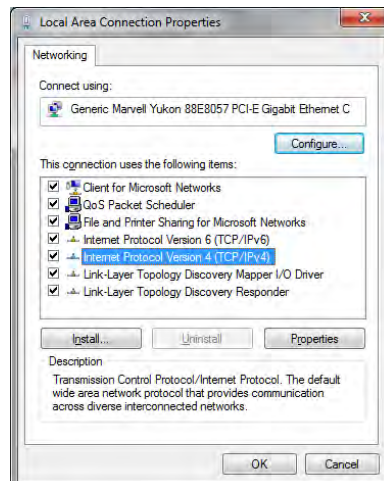 Local Area Connection Properties
Networking
Connect using:
Generic Marvell Yukon 88E8057 PCI-E Gigabit Ethernet C
Configure...
This connection uses the following items:
Client for Microsoft Networks
QoS Packet Scheduler
File and Printer Sharing for Microsoft Networks
Internet Protocol Version 6 (TCP/IPv6)
Internet Protocol Version 4 (TCP/IPv4)
Link-Layer Topology Discovery Mapper I/O Driver
Link-Layer Topology Discovery Responder
Install... Uninstall Properties
Description
Transmission Control Protocol/Internet Protocol. The default
wide area network protocol that provides communication
across diverse interconnected networks.
OK Cancel